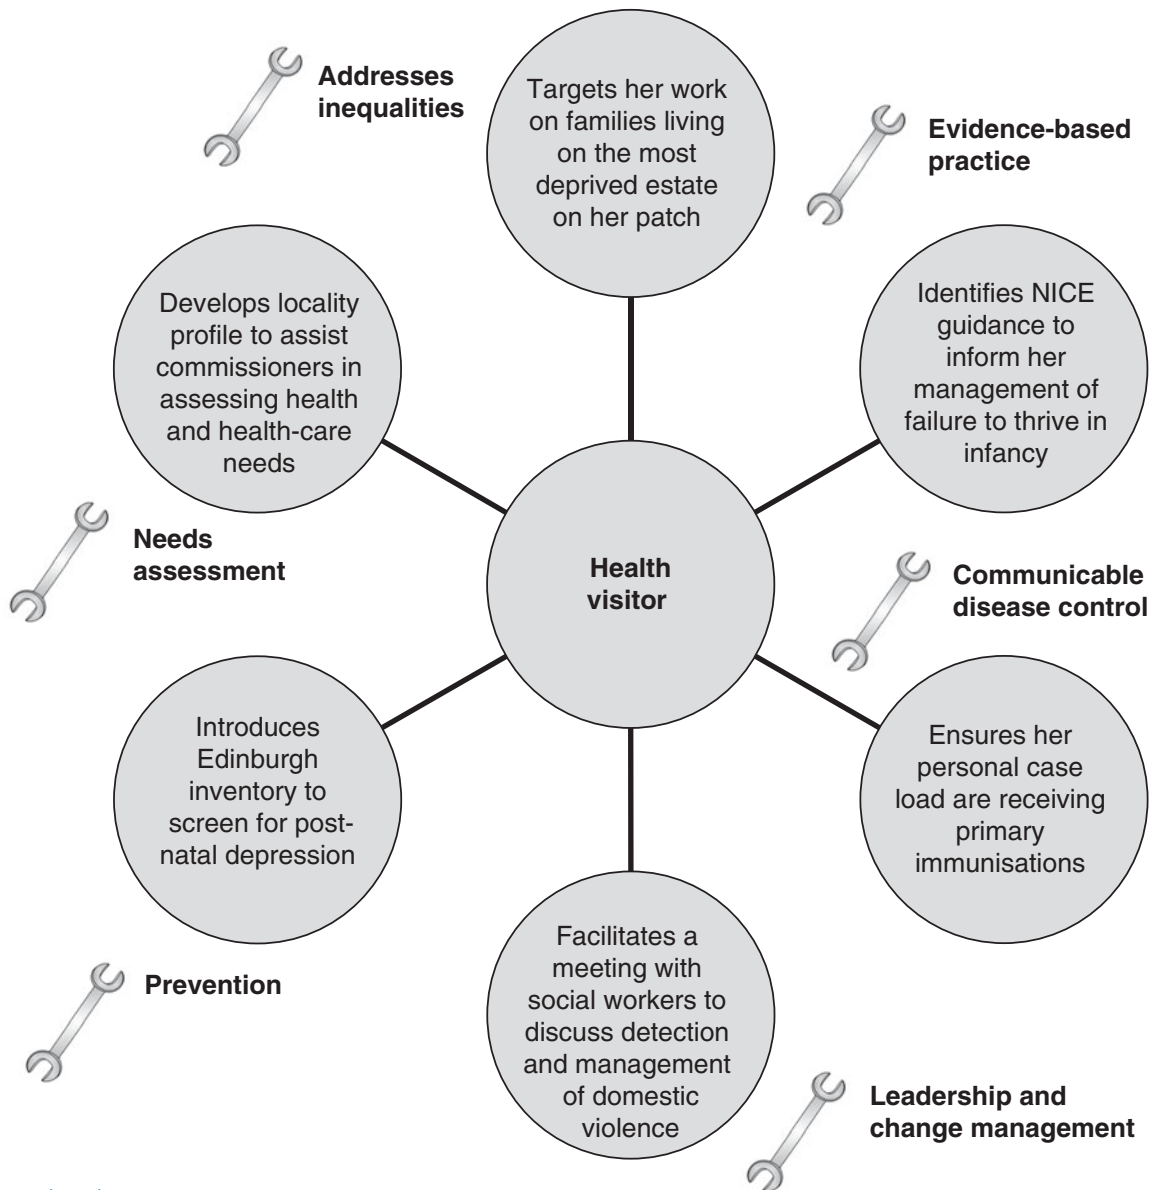 Addresses
inequalities
Targets her work
on families living
on the most
deprived estate
on her patch
Evidence-based
practice
Develops locality
profile to assist
commissioners in
assessing health
and health-care
needs
Identifies NICE
guidance to
inform her
management of
failure to thrive in
infancy
Needs
assessment
Health
visitor
Communicable
disease control
Introduces
Edinburgh
inventory to
screen for post-
natal depression
Ensures her
personal case
load are receiving
primary
immunisations
Prevention
Facilitates a
meeting with
social workers to
discuss detection
and management
of domestic
violence
Leadership and
change management